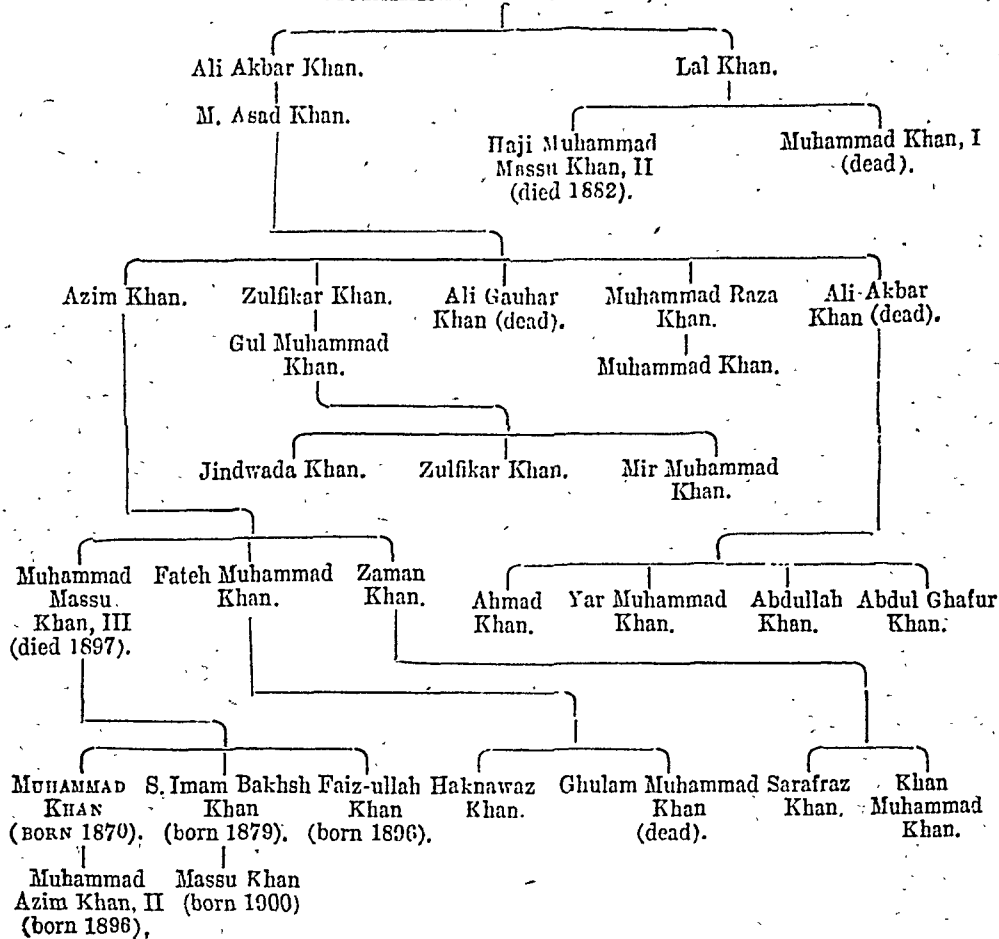 Ali Akbar Khan.
Lal Khan.
M. Asad Khan.
Haji Muhammad
Massu Khan, II
(died 1882).
Muhammad Khan, I
(dead).
Azim Khan.
Zulfikar Khan.
Ali Gauhar
Khan (dead).
Muhammad Raza
Khan.
Ali Akbar
Khan (dead).
Gul Muhammad
Khan.
Muhammad Khan.
Jindwada Khan.
Zulfikar Khan.
Mir Muhammad
Khan.
Muhammad
Massu
Khan, III
(died 1897).
Fateh Muhammad
Khan.
Zaman
Khan.
Ahmad
Khan.
Yar Muhammad
Khan.
Abdullah
Khan.
Abdul Ghafur
Khan.
MUHAMMAD
KHAN
(BORN 1870).
S. Imam Bakhsh
Khan
(born 1879).
Faiz-ullah
Khan
(born 1896).
Haknawaz
Khan.
Ghulam Muhammad
Khan
(dead).
Sarafraz
Khan.
Khan
Muhammad
Khan.
Muhammad
Azim Khan, II
(born 1896),
Massu Khan
(born 1900)